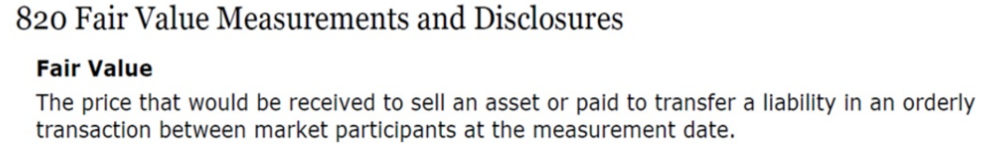 820 Fair Value Measurements and Disclosures
Fair Value
The price that would be received to sell an asset or paid to transfer a liability in an orderly
transaction between market participants at the measurement date.